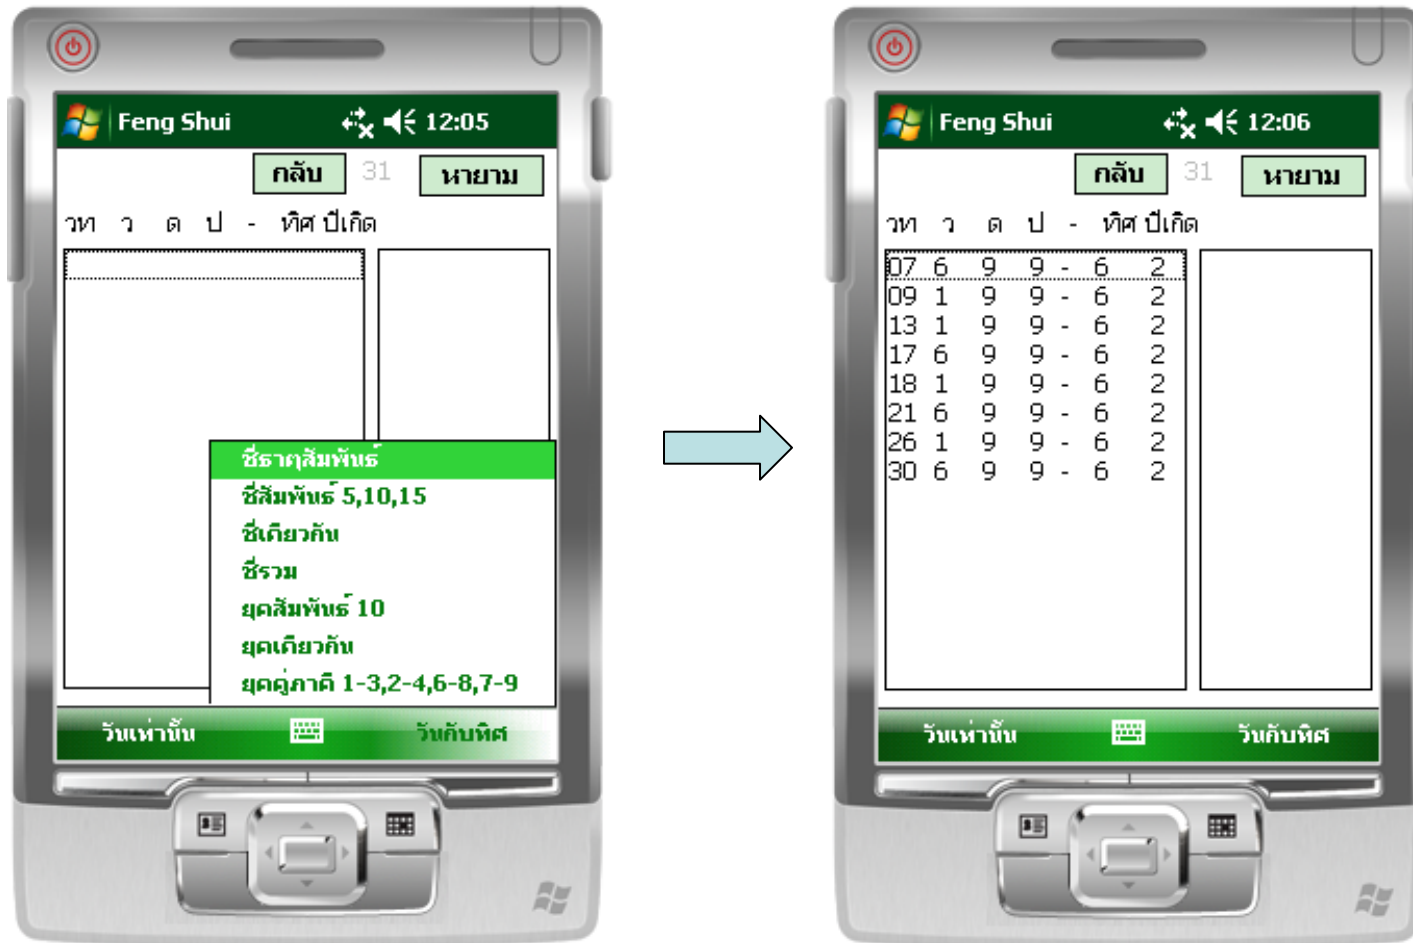 Feng Shui 12:05
กลับ 31 หายาม
วท ว ด ป - ทิศ ปีเกิด
ชี่ธาตุสัมพันธ์
ชี่สัมพันธ์ 5,10,15
ชี่เดียวกัน
ชี่รวม
ยุคสัมพันธ์ 10
ยุคเดียวกัน
ยุคคู่ภาคี 1-3,2-4,6-8,7-9
วันเท่านั้น วันกับทิศ
Feng Shui 12:06
กลับ 31 หายาม
วท ว ด ป - ทิศ ปีเกิด
07 6 9 9 - 6 2
09 1 9 9 - 6 2
13 1 9 9 - 6 2
17 6 9 9 - 6 2
18 1 9 9 - 6 2
21 6 9 9 - 6 2
26 1 9 9 - 6 2
30 6 9 9 - 6 2
วันเท่านั้น วันกับทิศ